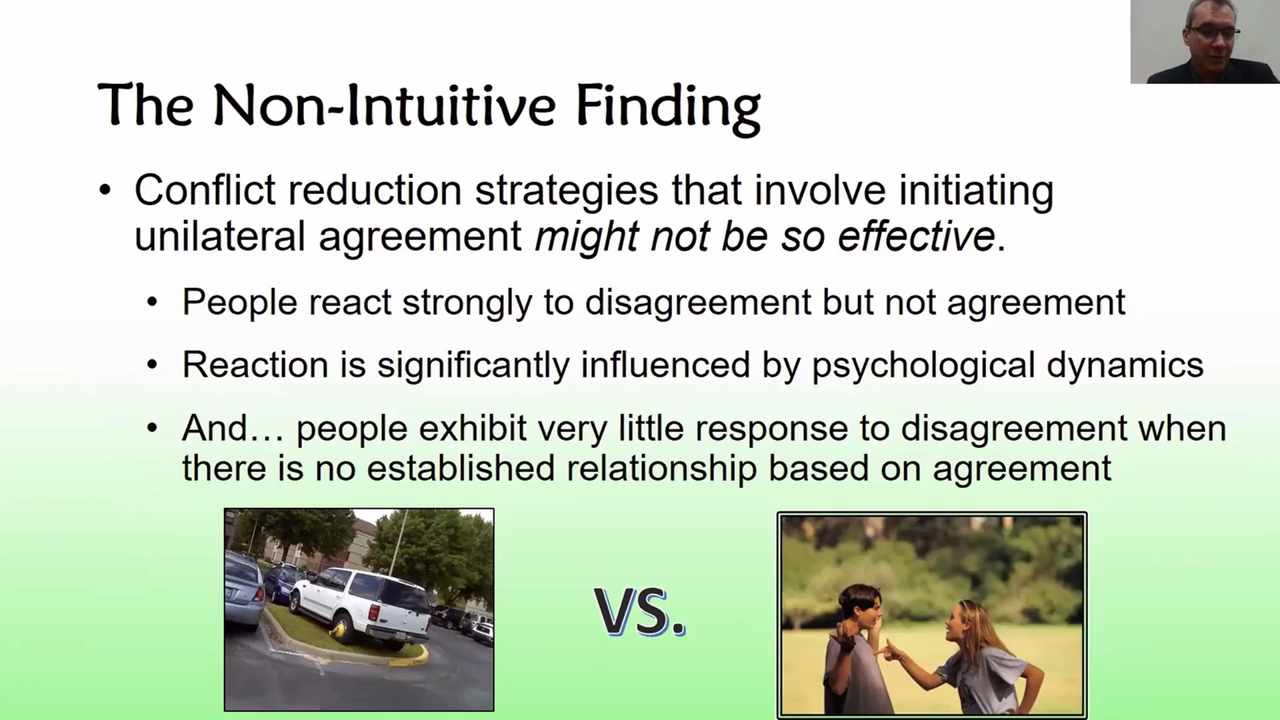 The Non-Intuitive Finding
• Conflict reduction strategies that involve initiating
unilateral agreement might not be so effective.
• People react strongly to disagreement but not agreement
• Reaction is significantly influenced by psychological dynamics
• And… people exhibit very little response to disagreement when
there is no established relationship based on agreement
VS.